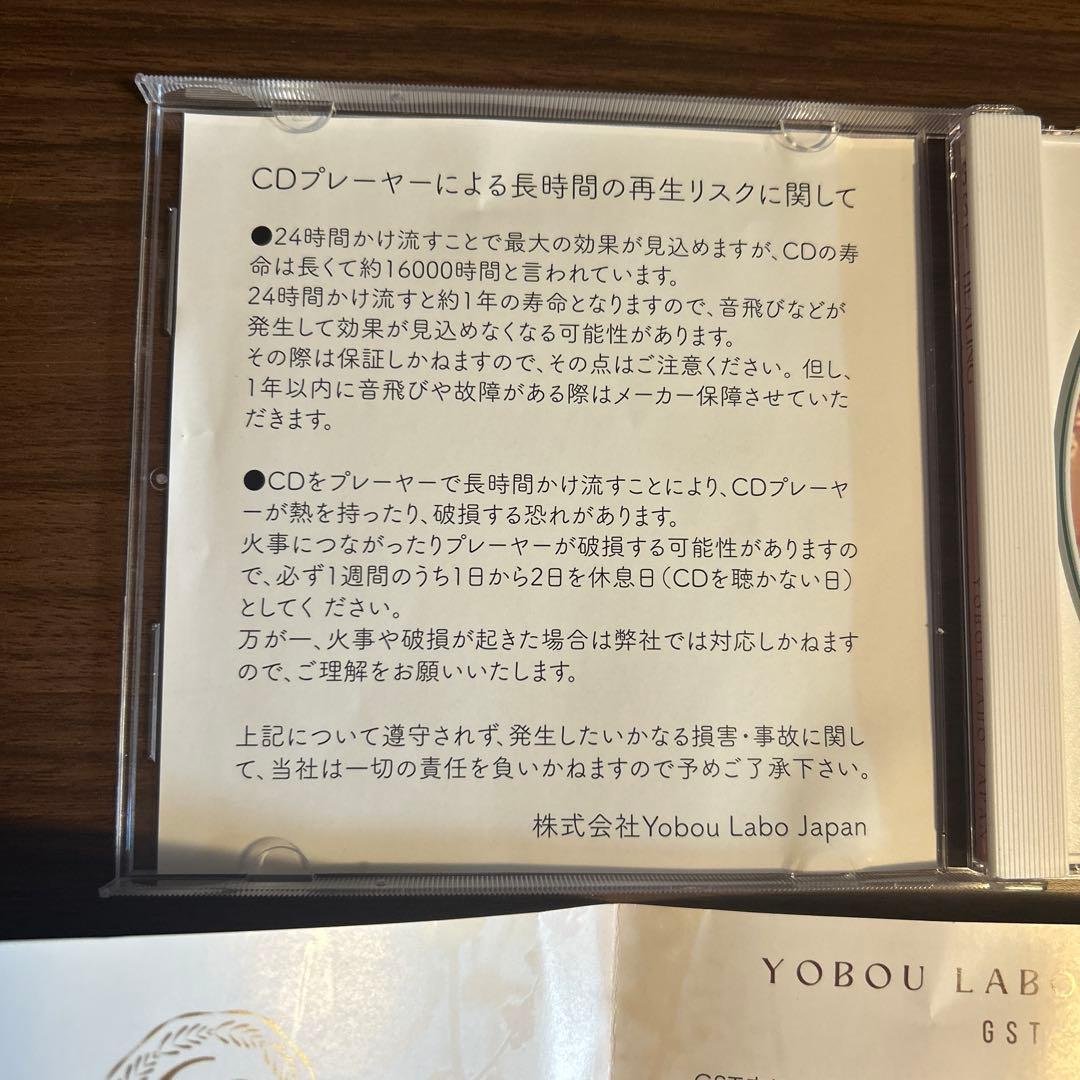 CDプレーヤーによる長時間の再生リスクに関して
●24時間かけ流すことで最大の効果が見込めますが、CDの寿
命は長くて約16000時間と言われています。
24時間かけ流すと約1年の寿命となりますので、音飛びなどが
発生して効果が見込めなくなる可能性があります。
その際は保証しかねますので、その点はご注意ください。但し、
1年以内に音飛びや故障がある際はメーカー保障させていた
だきます。
●CDをプレーヤーで長時間かけ流すことにより、CDプレーヤ
ーが熱を持ったり、破損する恐れがあります。
火事につながったりプレーヤーが破損する可能性がありますの
で、必ず1週間のうち1日から2日を休息日（CDを聴かない日）
としてく ださい。
万が一、火事や破損が起きた場合は弊社では対応しかねます
ので、ご理解をお願いいたします。
上記について遵守されず、発生したいかなる損害・事故に関し
て、当社は一切の責任を負いかねますので予めご了承下さい。
株式会社Yobou Labo Japan
YOBOU LABO
GST